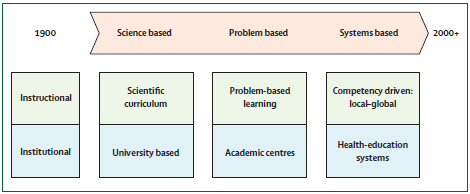 1900
Science based
Problem based
Systems based
2000+
Instructional
Scientific
curriculum
Problem-based
learning
Competency driven:
local–global
Institutional
University based
Academic centres
Health-education
systems